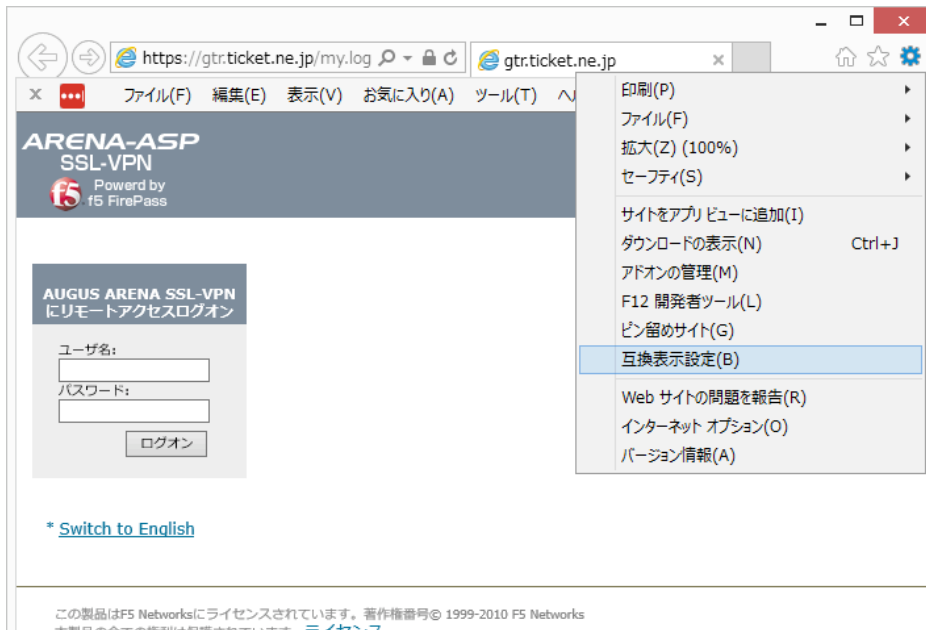 https://gtr.ticket.ne.jp/my.log
gtr.ticket.ne.jp
ファイル(F) 編集(E) 表示(V) お気に入り(A) ツール(T)
印刷(P)
ファイル(F)
拡大(Z) (100%)
セーフティ(S)
サイトをアプリ ビューに追加(I)
ダウンロードの表示(N) Ctrl+J
アドオンの管理(M)
F12 開発者ツール(L)
ピン留めサイト(G)
互換表示設定(B)
Web サイトの問題を報告(R)
インターネット オプション(O)
バージョン情報(A)
ARENA-ASP
SSL-VPN
f5 Powerd by
f5 FirePass
AUGUS ARENA SSL-VPN
にリモートアクセスログオン
ユーザ名:
パスワード:
ログオン
* Switch to English
この製品はF5 Networksにライセンスされています。著作権番号© 1999-2010 F5 Networks